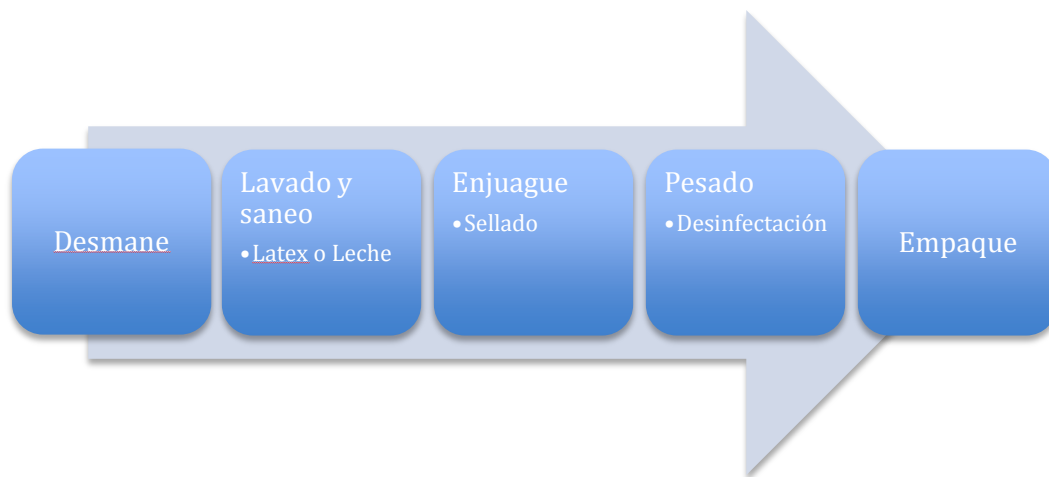 Desmane
Lavado y
saneo
•Latex o Leche
Enjuague
•Sellado
Pesado
•Desinfectación
Empaque